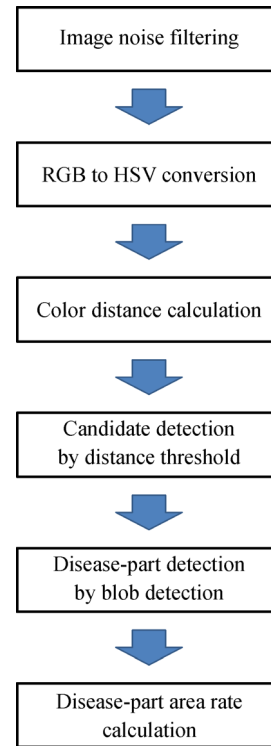 Image noise filtering
RGB to HSV conversion
Color distance calculation
Candidate detection
by distance threshold
Disease-part detection
by blob detection
Disease-part area rate
calculation